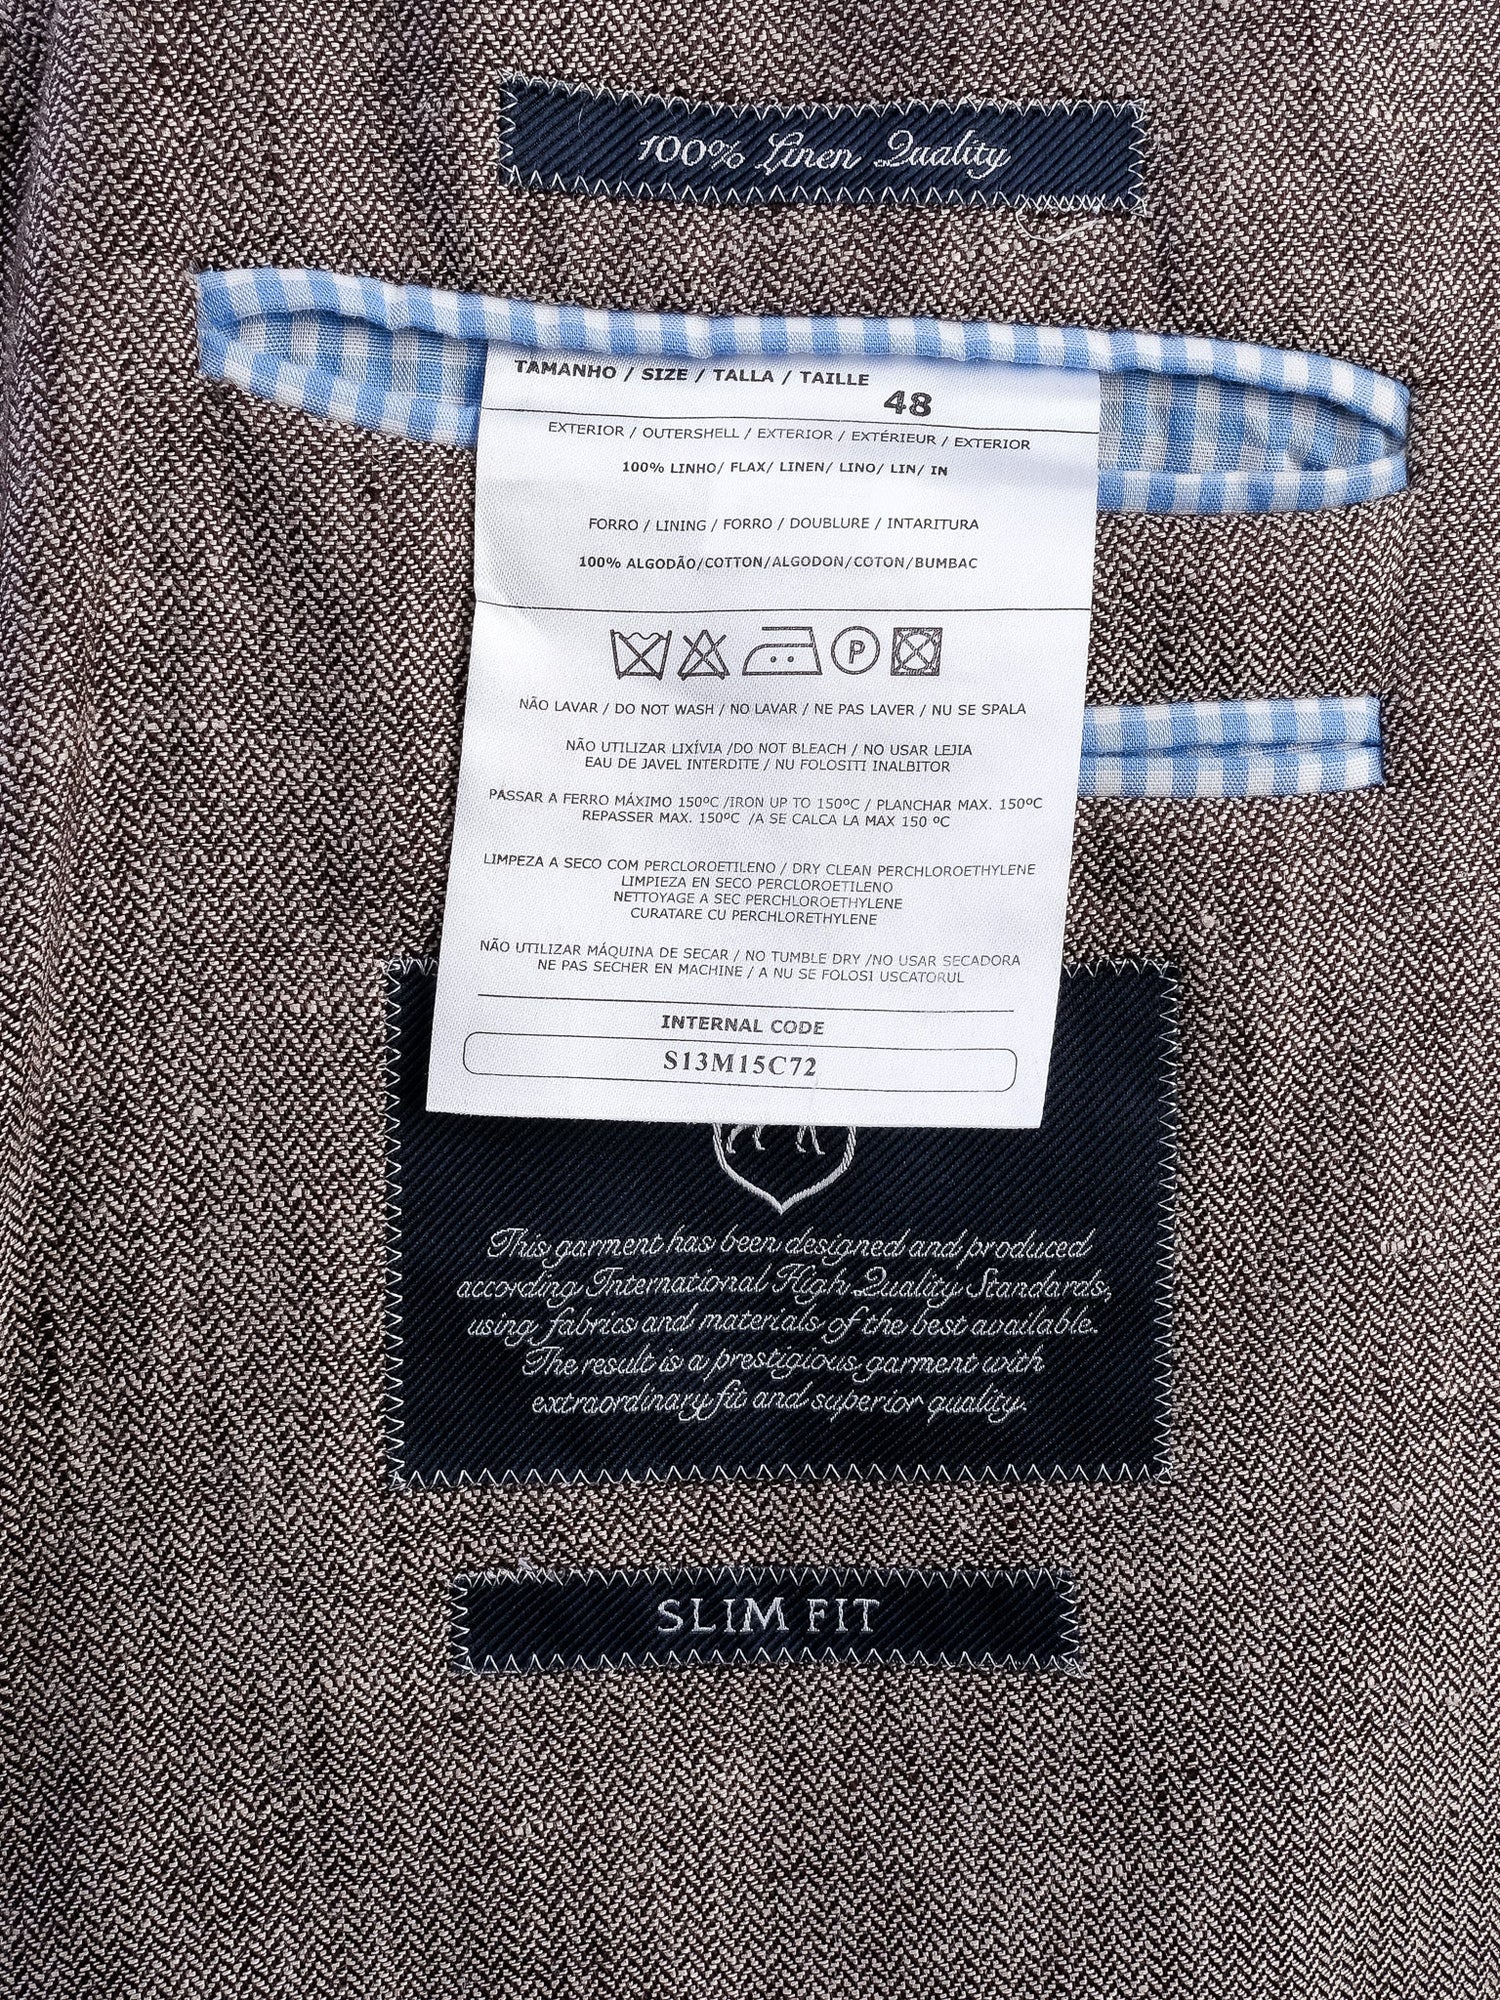 100% Linen Quality
TAMANHO / SIZE / TALLA / TAILLE
48
EXTERIOR / OUTERSHELL / EXTERIOR / EXTÉRIEUR / EXTERIOR
100% LINHO/ FLAX/ LINEN/ LINO/ LIN/ IN
FORRO / LINING / FORRO / DOUBLURE / INTARITURA
100% ALGODÃO/COTTON/ALGODON/COTON/BUMBAC
P
NÃO LAVAR / DO NOT WASH / NO LAVAR / NE PAS LAVER / NU SE SPALA
NÃO UTILIZAR LIXÍVIA /DO NOT BLEACH / NO USAR LEJIA
EAU DE JAVEL INTERDITE / NU FOLOSITI INALBITOR
PASSAR A FERRO MÁXIMO 150ºC /IRON UP TO 150ºC / PLANCHAR MAX. 150ºC
REPASSER MAX. 150ºC /A SE CALCA LA MAX 150 ºC
LIMPEZA A SECO COM PERCLOROETILENO / DRY CLEAN PERCHLOROETHYLENE
LIMPIEZA EN SECO PERCLOROETILENO
NETTOYAGE A SEC PERCHLOROETHYLENE
CURATARE CU PERCHLORETHYLENE
NÃO UTILIZAR MÁQUINA DE SECAR / NO TUMBLE DRY /NO USAR SECADORA
NE PAS SECHER EN MACHINE / A NU SE FOLOSI USCATORUL
INTERNAL CODE
S13M15C72
This garment has been designed and produced
according International High Quality Standards,
using fabrics and materials of the best available.
The result is a prestigious garment with
extraordinary fit and superior quality.
SLIM FIT